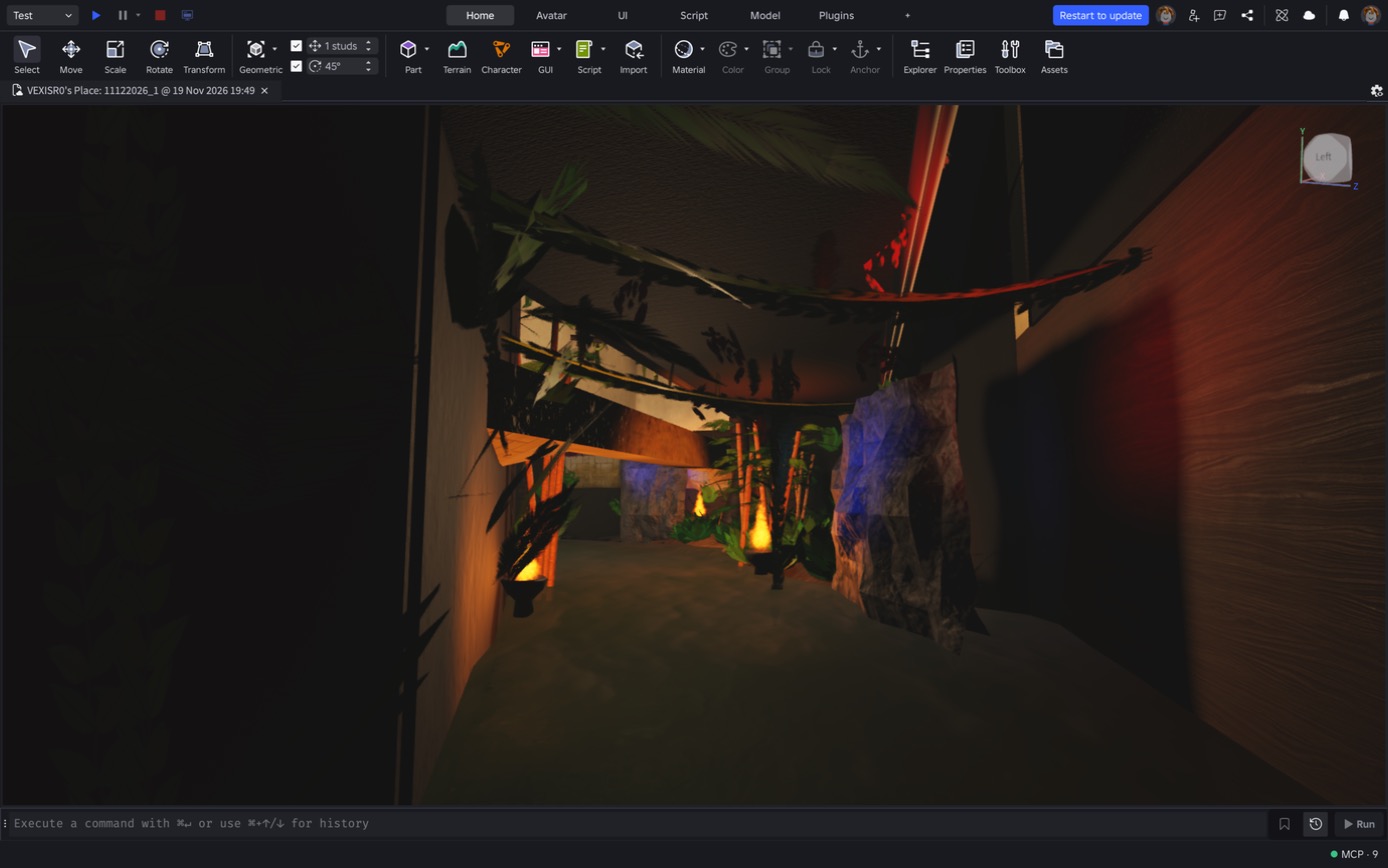 Test
Home
Avatar
UI
Script
Model
Plugins
+
Restart to update
Select
Move
Scale
Rotate
Transform
Geometric
1 studs
45°
Part
Terrain
Character
GUI
Script
Import
Material
Color
Group
Lock
Anchor
Explorer
Properties
Toolbox
Assets
VEXISR0's Place: 11122026_1 @ 19 Nov 2026 19:49
Y
Left
Z
Execute a command with ⌘↵ or use ⌘+↑/↓ for history
Run
MCP · 9